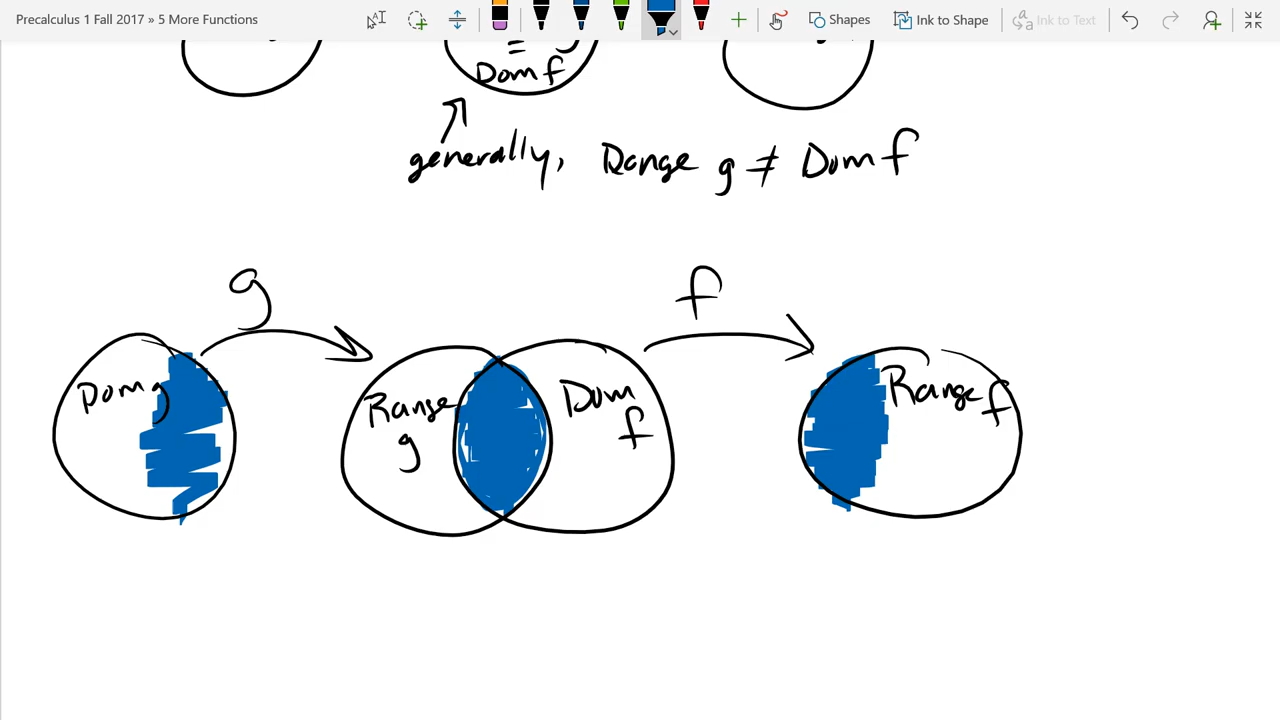 Precalculus 1 Fall 2017 » 5 More Functions
Shapes
Ink to Shape
Ink to Text
=
Dom f
generally, Range g ≠ Dom f
g
f
Dom g
Range
g
Dom
f
Range f